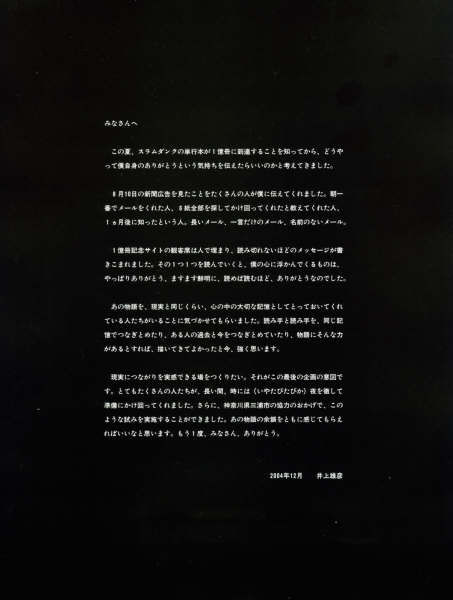 みなさんへ
この夏、スラムダンクの単行本が1億冊に到達することを知ってから、どうや
って僕自身のありがとうという気持ちを伝えたらいいのかと考えてきました。
8月10日の新聞広告を見たことをたくさんの人が僕に伝えてくれました。朝一
番でメールをくれた人、6紙全部を探してかけ回ってくれたと教えてくれた人、
1ヵ月後に知ったという人。長いメール、一言だけのメール、名前のないメール。
1億冊記念サイトの観客席は人で埋まり、読み切れないほどのメッセージが書
きこまれました。その1つ1つを読んでいくと、僕の心に浮かんでくるものは、
やっぱりありがとう、ますます鮮明に、読めば読むほど、ありがとうなのでした。
あの物語を、現実と同じくらい、心の中の大切な記憶としてとっておいてくれ
ている人たちがいることに気づかせてもらいました。読み手と読み手を、同じ記
憶でつなぎとめたり、ある人の過去と今をつなぎとめていたり、物語にそんな力
があるとすれば、描いてきてよかったと今、強く思います。
現実につながりを実感できる場をつくりたい。それがこの最後の企画の意図で
す。とてもたくさんの人たちが、長い間、時には（いやたびたびか）夜を徹して
準備にかけ回ってくれました。さらに、神奈川県三浦市の協力のおかげで、この
ような試みを実施することができました。あの物語の余韻をともに感じてもらえ
ればいいなと思います。もう1度、みなさん、ありがとう。
2004年12月　井上雄彦